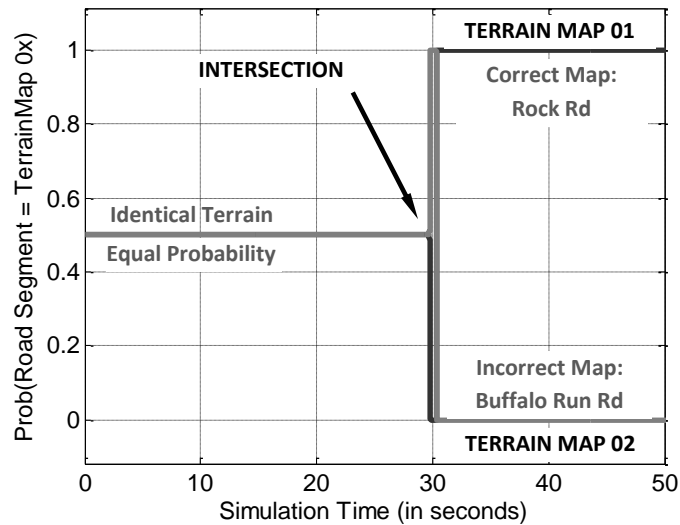 TERRAIN MAP 01
1
INTERSECTION
Correct Map:
Rock Rd
0.8
0.6
Identical Terrain
Equal Probability
0.4
0.2
Incorrect Map:
Buffalo Run Rd
0
TERRAIN MAP 02
0 10 20 30 40 50
Simulation Time (in seconds)
Prob(Road Segment = TerrainMap 0x)